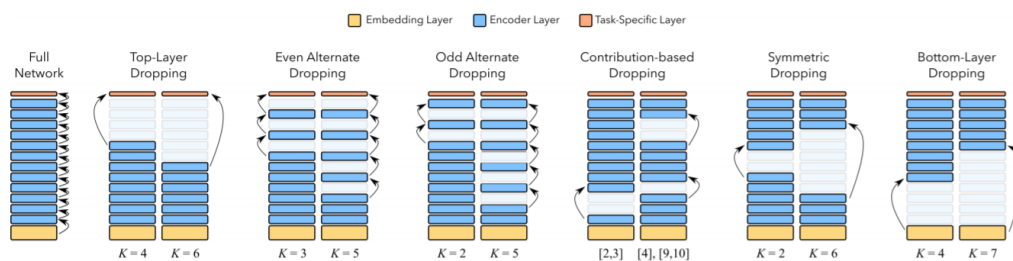 Embedding Layer Encoder Layer Task-Specific Layer
Full
Network
Top-Layer
Dropping
Even Alternate
Dropping
Odd Alternate
Dropping
Contribution-based
Dropping
Symmetric
Dropping
Bottom-Layer
Dropping
K = 4 K = 6 K = 3 K = 5 K = 2 K = 5 [2,3] [4], [9,10] K = 2 K = 6 K = 4 K = 7